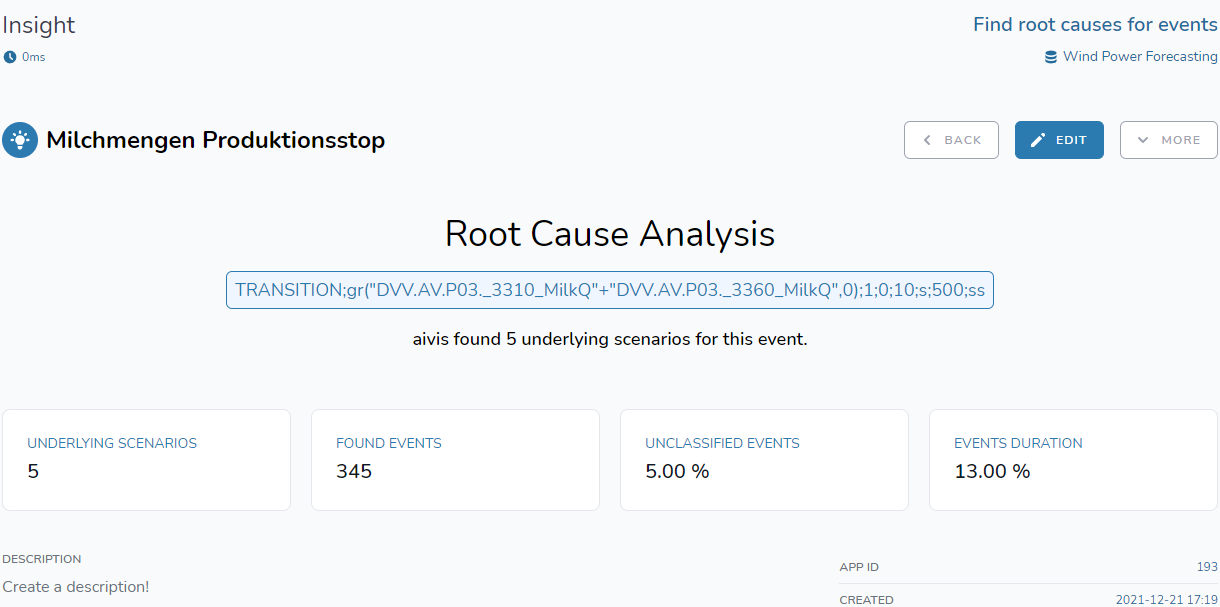 Insight
Find root causes for events
0ms
Wind Power Forecasting
Milchmengen Produktionsstop
BACK
EDIT
MORE
Root Cause Analysis
TRANSITION;gr("DVV.AV.P03._3310_MilkQ"+"DVV.AV.P03._3360_MilkQ",0);1;0;10;s;500;ss
aivis found 5 underlying scenarios for this event.
UNDERLYING SCENARIOS
5
FOUND EVENTS
345
UNCLASSIFIED EVENTS
5.00 %
EVENTS DURATION
13.00 %
DESCRIPTION
Create a description!
APP ID 193
CREATED 2021-12-21 17:19